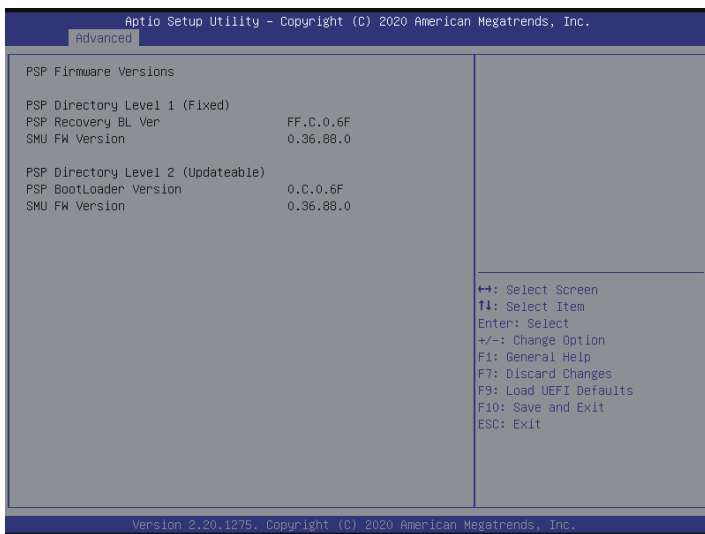 Aptio Setup Utility – Copyright (C) 2020 American Megatrends, Inc.
Advanced
PSP Firmware Versions
PSP Directory Level 1 (Fixed)
PSP Recovery BL Ver FF.C.0.6F
SMU FW Version 0.36.88.0
PSP Directory Level 2 (Updateable)
PSP BootLoader Version 0.C.0.6F
SMU FW Version 0.36.88.0
↔: Select Screen
↑↓: Select Item
Enter: Select
+/-: Change Option
F1: General Help
F7: Discard Changes
F9: Load UEFI Defaults
F10: Save and Exit
ESC: Exit
Version 2.20.1275. Copyright (C) 2020 American Megatrends, Inc.